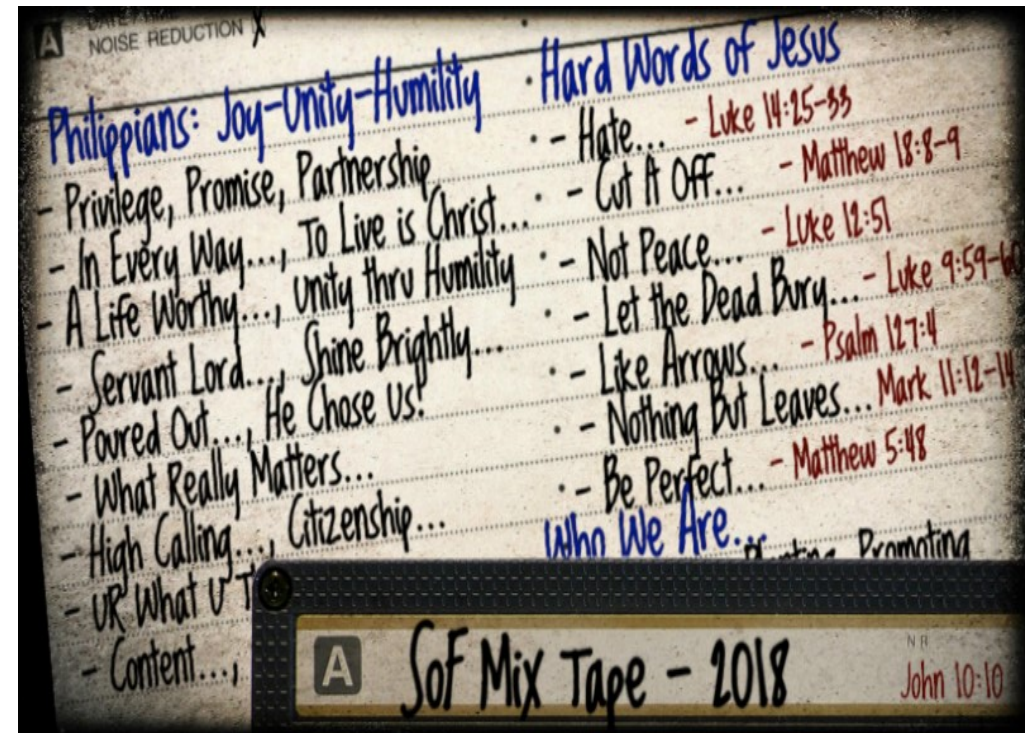 A
NOISE REDUCTION X
Philippians: Joy-Unity-Humility
- Privilege, Promise, Partnership
- In Every Way..., To Live is Christ...
- A Life Worthy..., Unity thru Humility
- Servant Lord..., Shine Brightly...
- Poured Out..., He Chose Us!
- What Really Matters...
- High Calling..., Citizenship...
- UR What U
- Content...,
Hard Words of Jesus
- Hate... - Luke 14:25-33
- Cut It Off... - Matthew 18:8-9
- Not Peace... - Luke 12:51
- Let the Dead Bury... - Luke 9:59-60
- Like Arrows... - Psalm 127:4
- Nothing But Leaves... Mark 11:12-14
- Be Perfect... - Matthew 5:48
Who We Are...
Promoting
A
SoF Mix Tape - 2018
NR
John 10:10